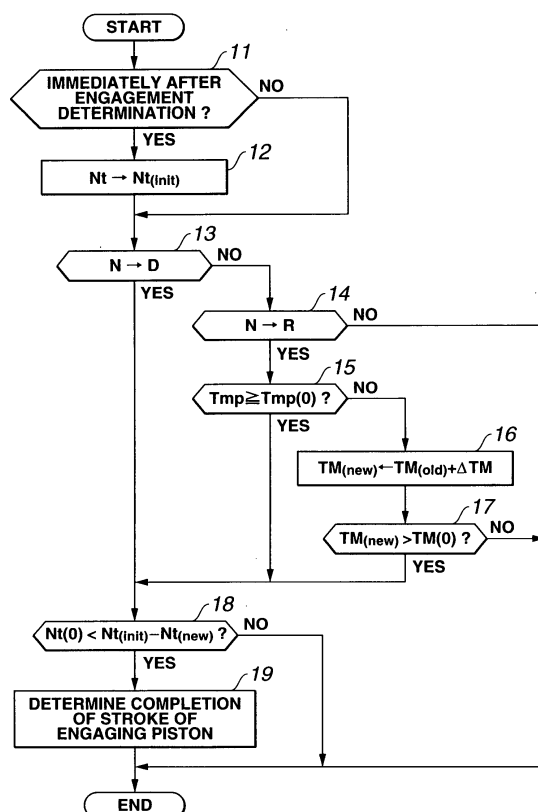 START
11
IMMEDIATELY AFTER
ENGAGEMENT
DETERMINATION ?
NO
YES
12
Nt → Nt(init)
13
N → D
NO
YES
14
N → R
NO
YES
15
Tmp≧Tmp(0) ?
NO
YES
16
TM(new)←TM(old)+ΔTM
17
TM(new)>TM(0) ?
NO
YES
18
Nt(0) < Nt(init)−Nt(new) ?
NO
YES
19
DETERMINE COMPLETION
OF STROKE OF
ENGAGING PISTON
END